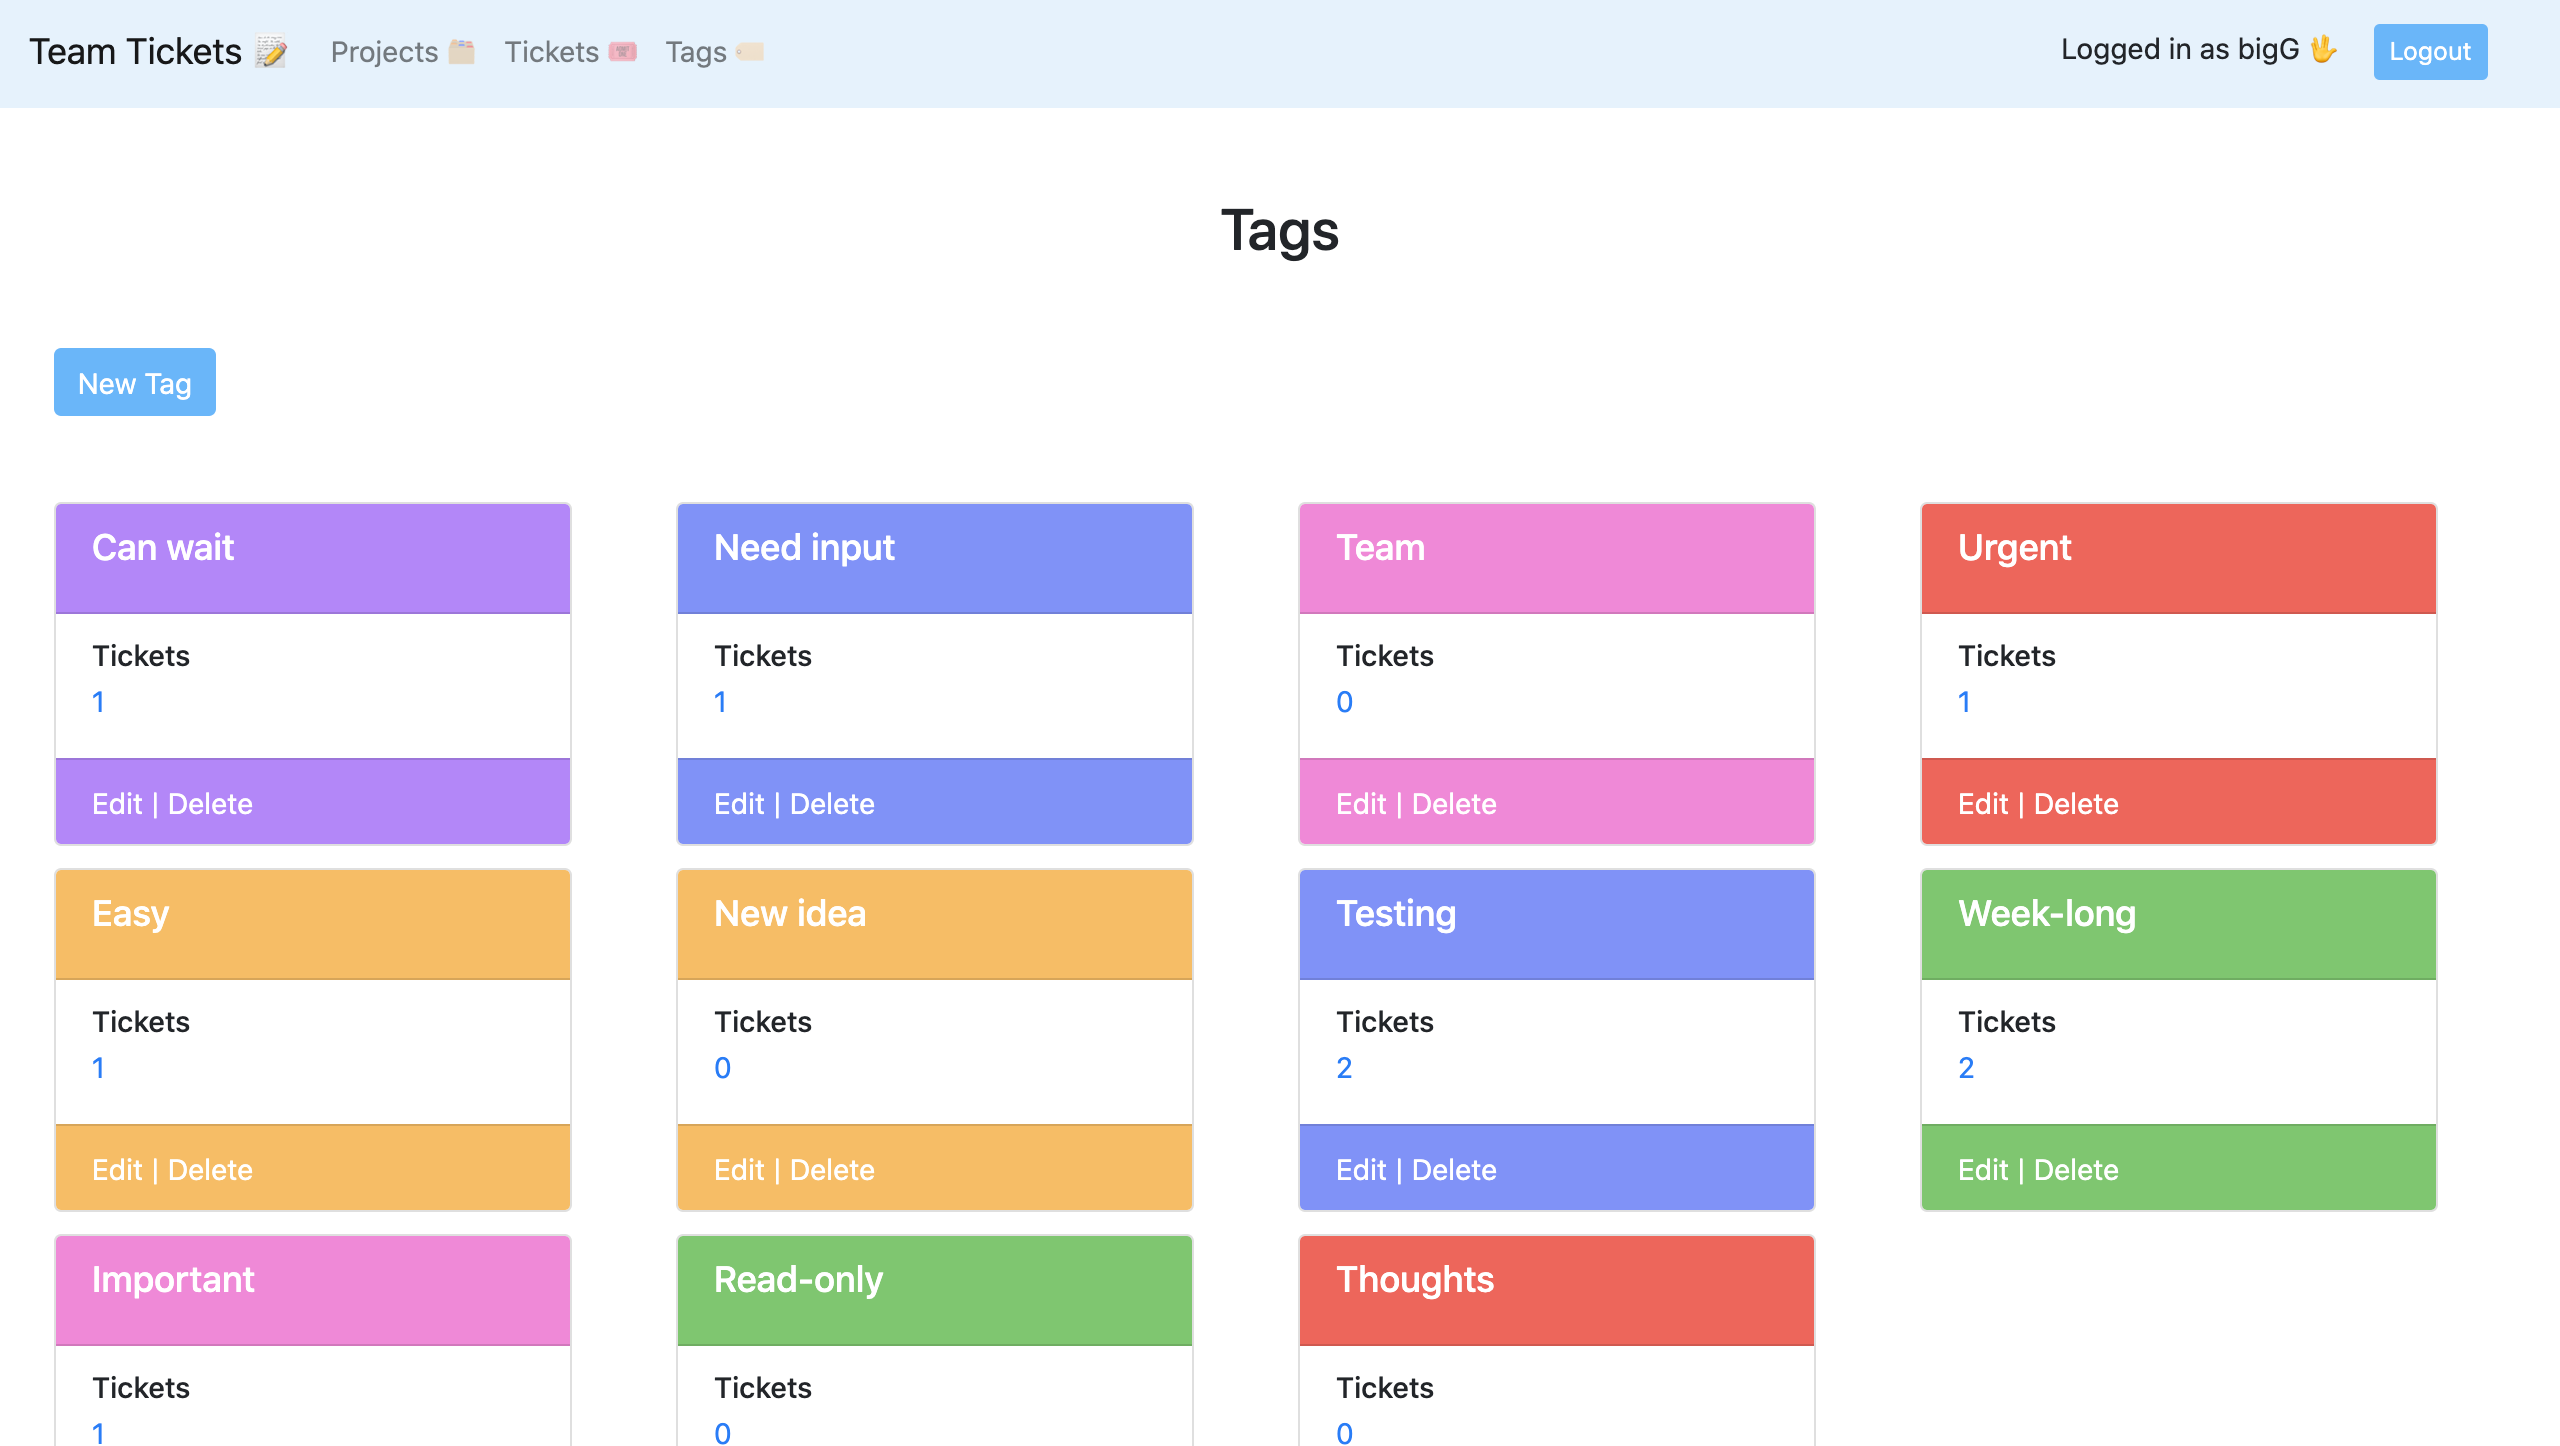 Team Tickets 📝 Projects 🗂️ Tickets 🎟️ Tags 🏷️ Logged in as bigG 🖖 Logout
Tags
New Tag
Can wait
Tickets
1
Edit | Delete
Need input
Tickets
1
Edit | Delete
Team
Tickets
0
Edit | Delete
Urgent
Tickets
1
Edit | Delete
Easy
Tickets
1
Edit | Delete
New idea
Tickets
0
Edit | Delete
Testing
Tickets
2
Edit | Delete
Week-long
Tickets
2
Edit | Delete
Important
Tickets
1
Read-only
Tickets
0
Thoughts
Tickets
0